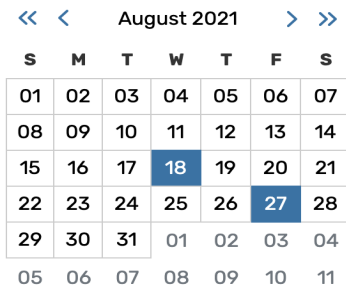 August 2021
S M T W T F S
01 02 03 04 05 06 07
08 09 10 11 12 13 14
15 16 17 18 19 20 21
22 23 24 25 26 27 28
29 30 31 01 02 03 04
05 06 07 08 09 10 11